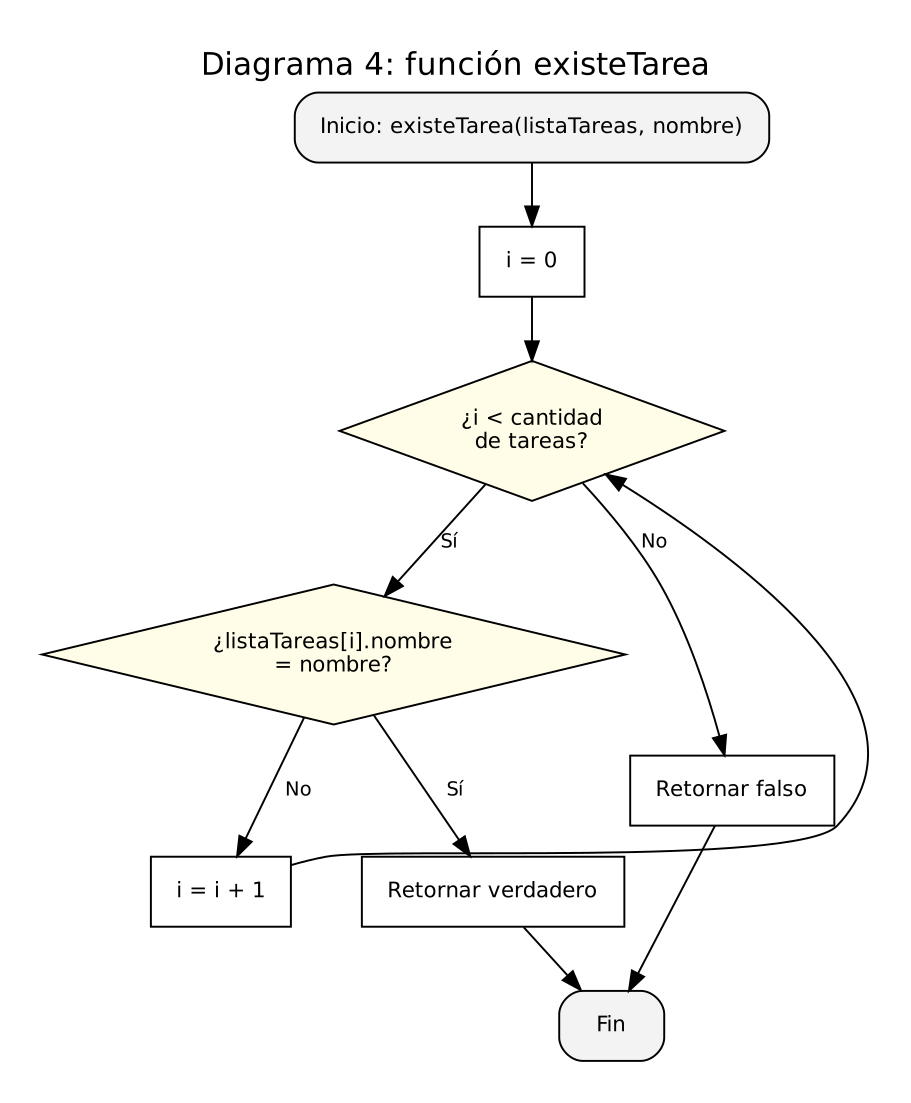 Diagrama 4: función existeTarea
Inicio: existeTarea(listaTareas, nombre)
i = 0
¿i < cantidad
de tareas?
Sí
No
¿listaTareas[i].nombre
= nombre?
No
Sí
Retornar falso
i = i + 1
Retornar verdadero
Fin